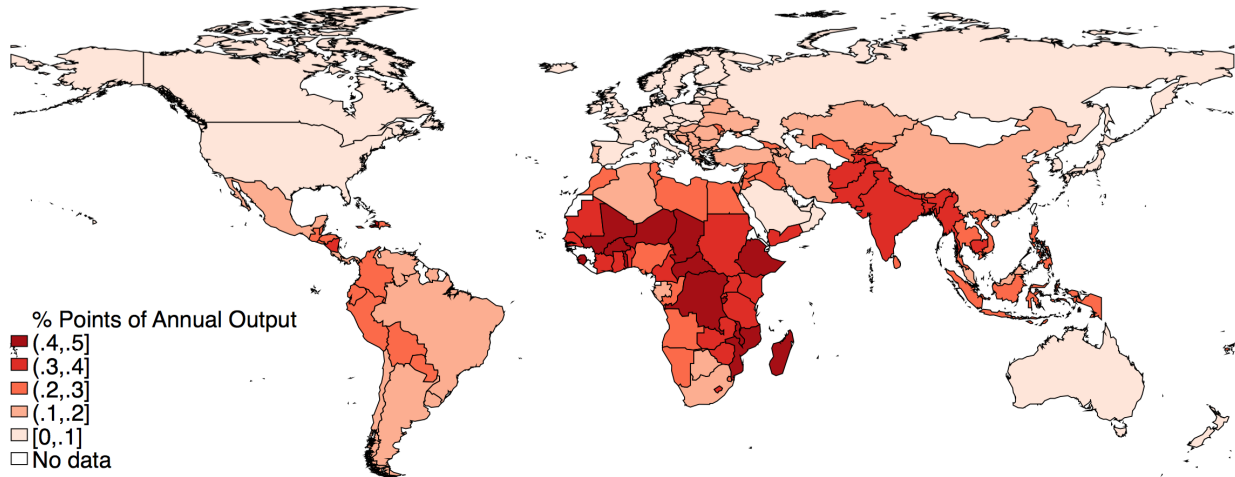 % Points of Annual Output
(.4,.5]
(.3,.4]
(.2,.3]
(.1,.2]
[0,.1]
No data